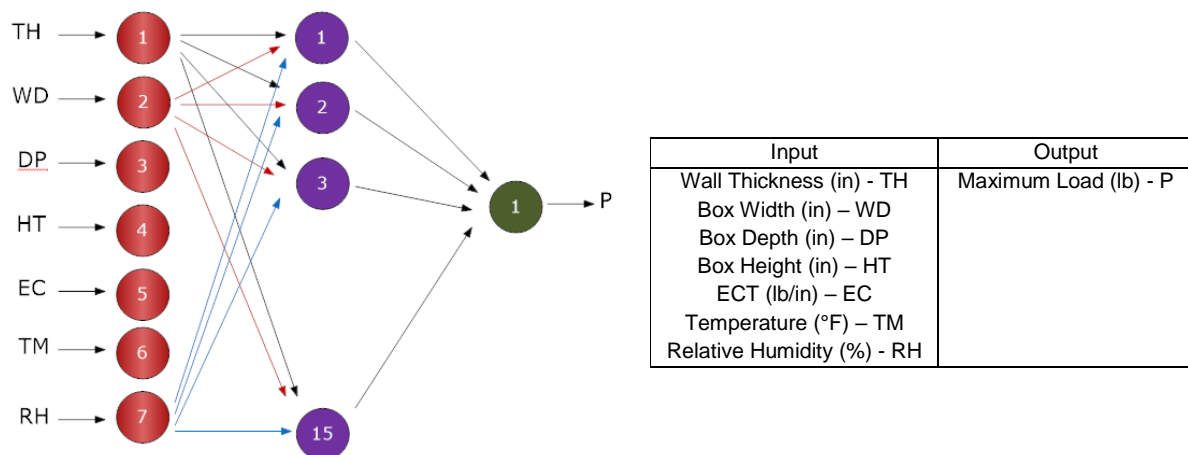 TH
1
1
WD
2
2
DP
3
3
HT
4
EC
5
TM
6
RH
7
15
1
P
Input Output
Wall Thickness (in) - TH Maximum Load (lb) - P
Box Width (in) – WD
Box Depth (in) – DP
Box Height (in) – HT
ECT (lb/in) – EC
Temperature (°F) – TM
Relative Humidity (%) - RH